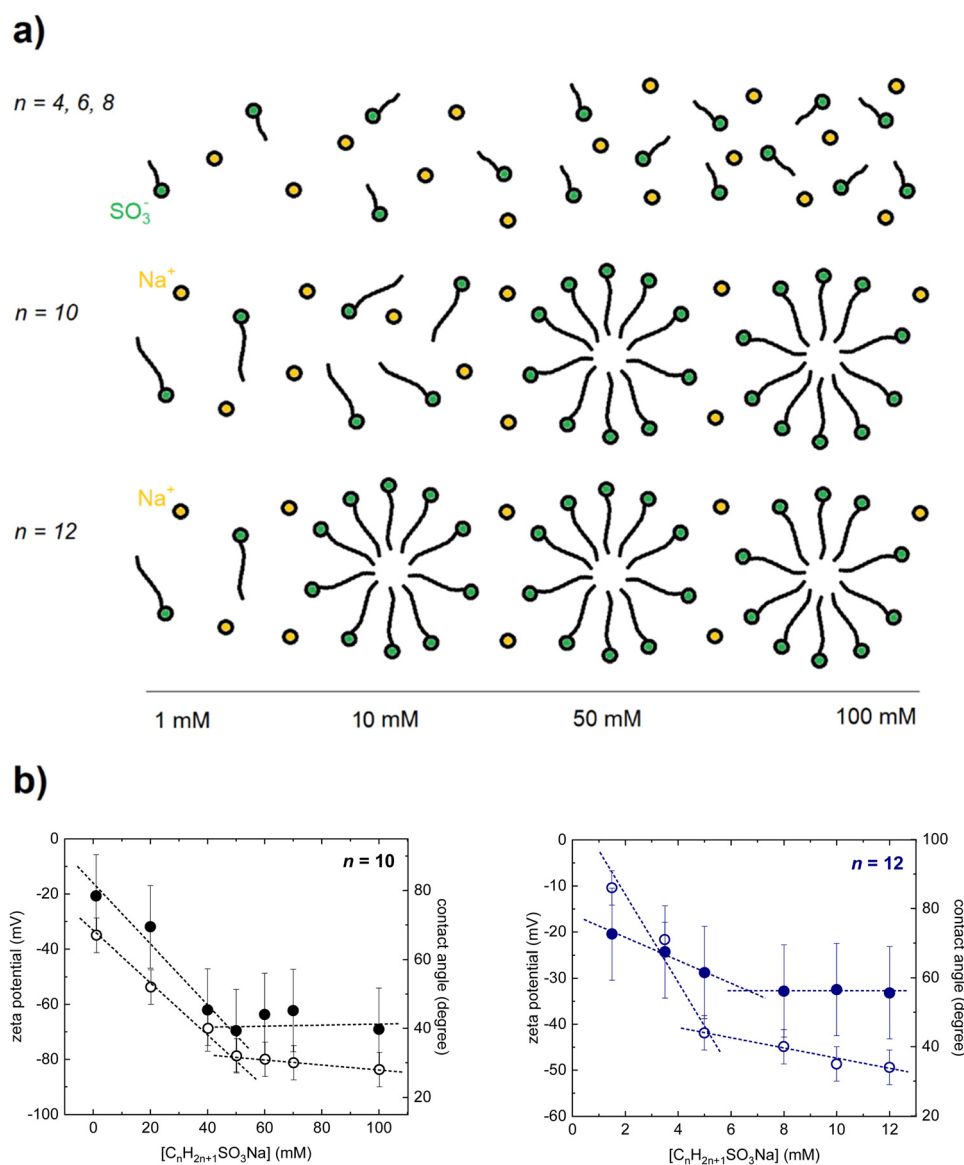 a)
n = 4, 6, 8
SO₃⁻
Na⁺
n = 10
Na⁺
n = 12
1 mM 10 mM 50 mM 100 mM
b)
n = 10
zeta potential (mV)
0
-20
-40
-60
-80
-100
0 20 40 60 80 100
[CₙH₂ₙ₊₁SO₃Na] (mM)
80
60
40
20
contact angle (degree)
n = 12
zeta potential (mV)
0
-10
-20
-30
-40
-50
-60
0 2 4 6 8 10 12
[CₙH₂ₙ₊₁SO₃Na] (mM)
100
80
60
40
20
contact angle (degree)